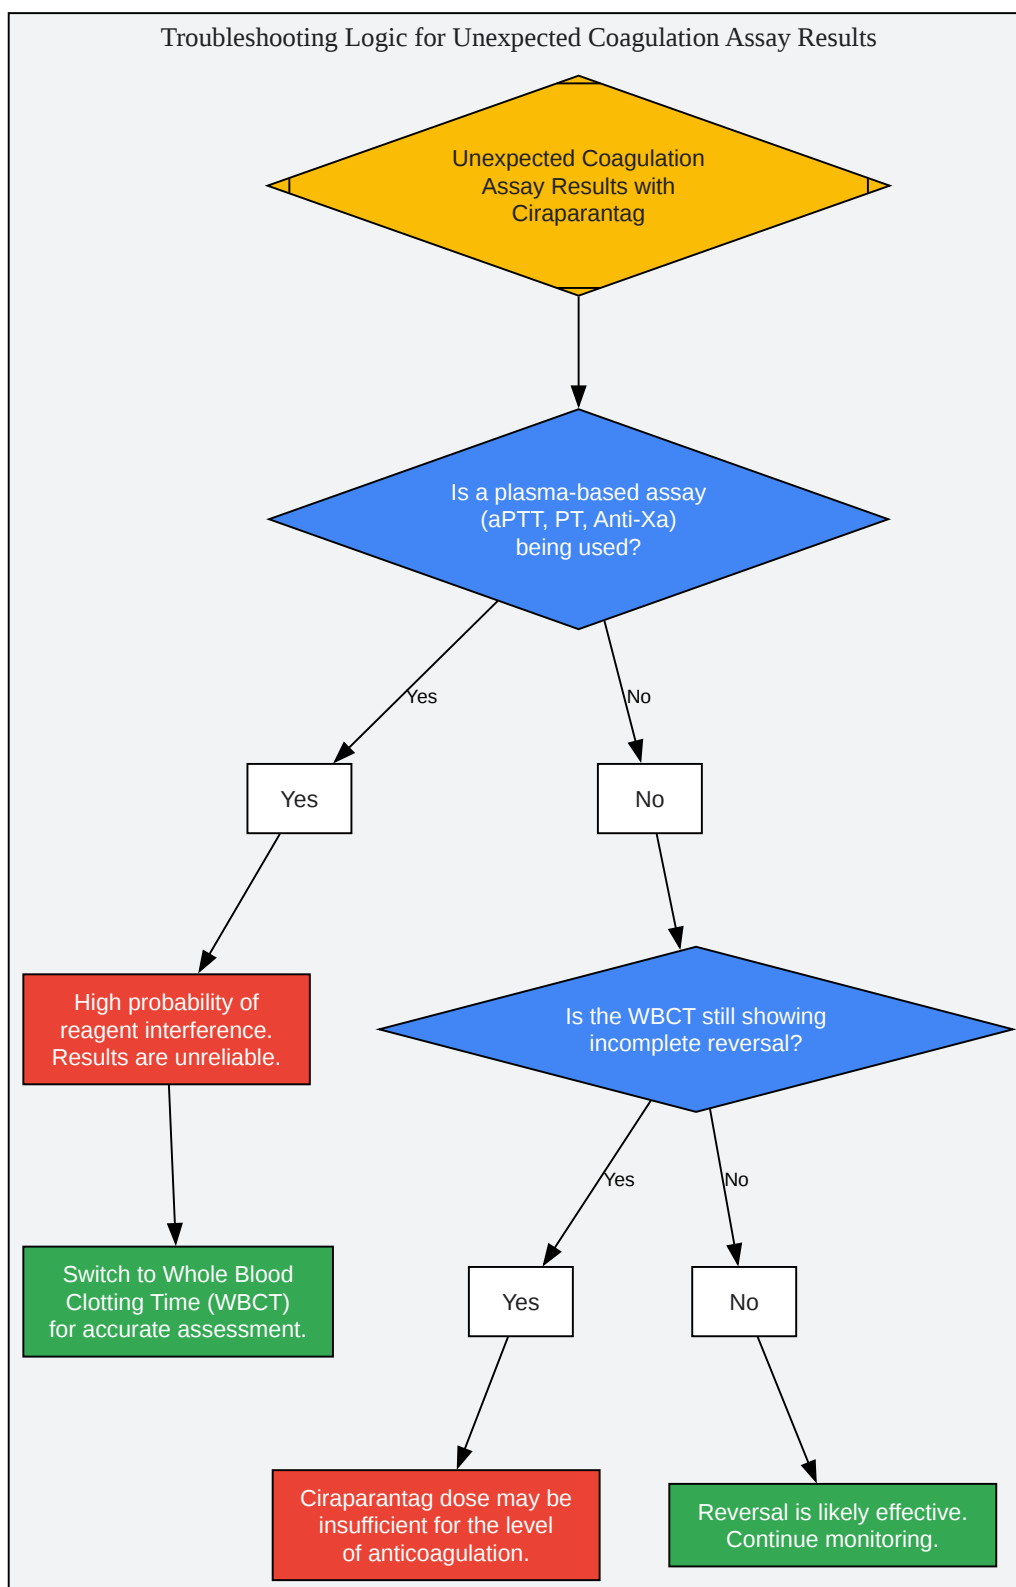 Troubleshooting Logic for Unexpected Coagulation Assay Results
Unexpected Coagulation
Assay Results with
Ciraparantag
Is a plasma-based assay
(aPTT, PT, Anti-Xa)
being used?
Yes
No
Yes
No
High probability of
reagent interference.
Results are unreliable.
Is the WBCT still showing
incomplete reversal?
Yes
No
Switch to Whole Blood
Clotting Time (WBCT)
for accurate assessment.
Yes
No
Ciraparantag dose may be
insufficient for the level
of anticoagulation.
Reversal is likely effective.
Continue monitoring.